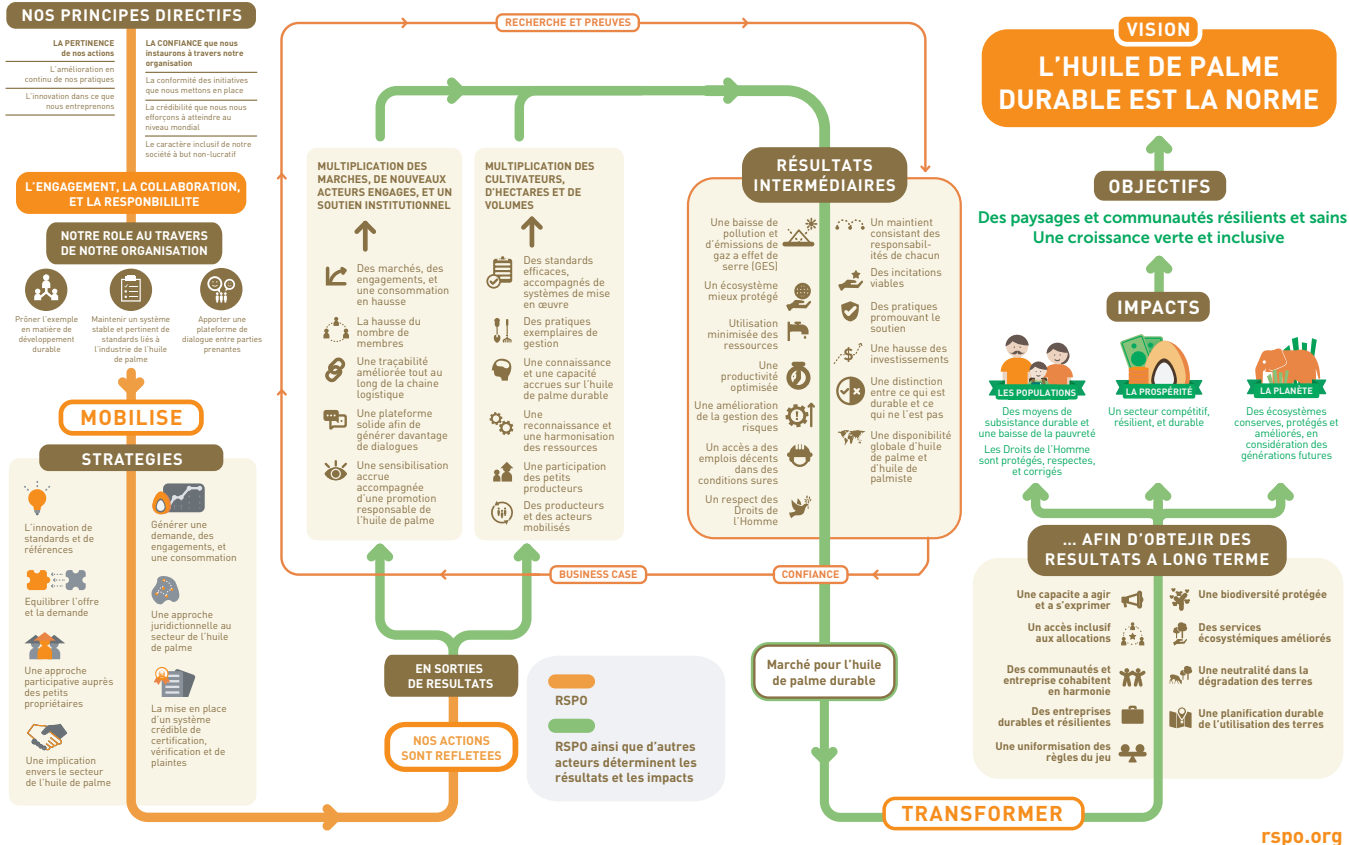 NOS PRINCIPES DIRECTIFS
LA PERTINENCE
de nos actions
L'amélioration en
continu de nos pratiques
L'innovation dans ce que
nous entreprenons
LA CONFIANCE que nous
instaurons à travers notre
organisation
La conformité des initiatives
que nous mettons en place
La crédibilité que nous nous
efforçons à atteindre au
niveau mondial
Le caractère inclusif de notre
société à but non-lucratif
L'ENGAGEMENT, LA COLLABORATION,
ET LA RESPONBILILITE
NOTRE ROLE AU TRAVERS
DE NOTRE ORGANISATION
Prôner l'exemple
en matière de
développement
durable
Maintenir un système
stable et pertinent de
standards liés à
l'industrie de l'huile
de palme
Apporter une
plateforme de
dialogue entre parties
prenantes
MOBILISE
STRATEGIES
L'innovation de
standards et de
références
Equilibrer l'offre
et la demande
Une approche
participative auprès
des petits
propriétaires
Une implication
envers le secteur
de l'huile de palme
Générer une
demande, des
engagements, et
une consommation
Une approche
juridictionnelle au
secteur de l'huile
de palme
La mise en place
d'un système
crédible de
certification,
vérification et de
plaintes
RECHERCHE ET PREUVES
MULTIPLICATION DES
MARCHES, DE NOUVEAUX
ACTEURS ENGAGES, ET UN
SOUTIEN INSTITUTIONNEL
Des marchés, des
engagements, et
une consommation
en hausse
La hausse du
nombre de
membres
Une traçabilité
améliorée tout au
long de la chaine
logistique
Une plateforme
solide afin de
générer davantage
de dialogues
Une sensibilisation
accrue
accompagnée
d'une promotion
responsable de
l'huile de palme
MULTIPLICATION DES
CULTIVATEURS,
D'HECTARES ET DE
VOLUMES
Des standards
efficaces,
accompagnés de
systèmes de mise
en œuvre
Des pratiques
exemplaires de
gestion
Une connaissance
et une capacité
accrues sur l'huile
de palme durable
Une
reconnaissance et
une harmonisation
des ressources
Une participation
des petits
producteurs
Des producteurs
et des acteurs
mobilisés
BUSINESS CASE
CONFIANCE
EN SORTIES
DE RESULTATS
NOS ACTIONS
SONT REFLETEES
RSPO
RSPO ainsi que d'autres
acteurs déterminent les
résultats et les impacts
RÉSULTATS
INTERMÉDIAIRES
Une baisse de
pollution et
d'émissions de
gaz a effet de
serre (GES)
Un écosystème
mieux protégé
Utilisation
minimisée des
ressources
Une
productivité
optimisée
Une amélioration
de la gestion des
risques
Un accès a des
emplois décents
dans des
conditions sures
Un respect des
Droits de
l'Homme
Un maintient
consistant des
responsabil-
ités de chacun
Des incitations
viables
Des pratiques
promouvant le
soutien
Une hausse des
investissements
Une distinction
entre ce qui est
durable et ce
qui ne l'est pas
Une disponibilité
globale d'huile
de palme et
d'huile de
palmiste
Marché pour l'huile
de palme durable
TRANSFORMER
VISION
L'HUILE DE PALME
DURABLE EST LA NORME
OBJECTIFS
Des paysages et communautés résilients et sains
Une croissance verte et inclusive
IMPACTS
LES POPULATIONS
Des moyens de
subsistance durable et
une baisse de la pauvreté
Les Droits de l'Homme
sont protégés, respectes,
et corrigés
LA PROSPÉRITÉ
Un secteur compétitif,
résilient, et durable
LA PLANÈTE
Des écosystèmes
conserves, protégés et
améliorés, en
considération des
générations futures
... AFIN D'OBTEJIR DES
RESULTATS A LONG TERME
Une capacite a agir
et a s'exprimer
Un accès inclusif
aux allocations
Des communautés et
entreprise cohabitent
en harmonie
Des entreprises
durables et résilientes
Une uniformisation des
règles du jeu
Une biodiversité protégée
Des services
écosystémiques améliorés
Une neutralité dans la
dégradation des terres
Une planification durable
de l'utilisation des terres
rspo.org